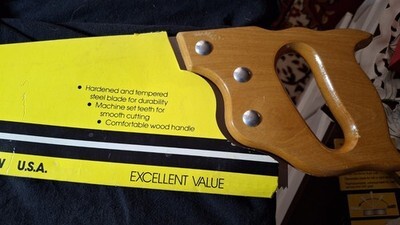 • Hardened and tempered
steel blade for durability
• Machine set teeth for
smooth cutting
• Comfortable wood handle
U.S.A.
EXCELLENT VALUE